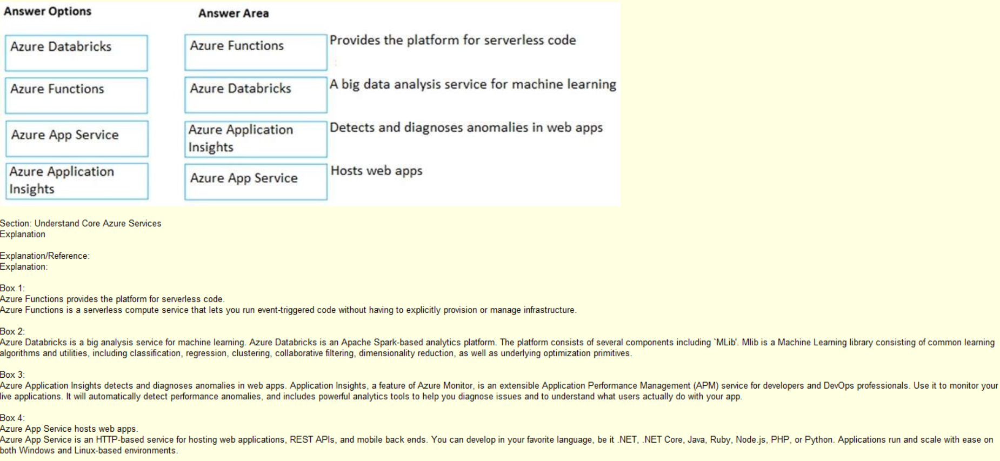 Answer Options
Answer Area
Azure Databricks
Azure Functions
Provides the platform for serverless code
Azure Functions
Azure Databricks
A big data analysis service for machine learning
Azure App Service
Azure Application
Insights
Detects and diagnoses anomalies in web apps
Azure Application
Insights
Azure App Service
Hosts web apps
Section: Understand Core Azure Services
Explanation
Explanation/Reference:
Explanation:
Box 1:
Azure Functions provides the platform for serverless code.
Azure Functions is a serverless compute service that lets you run event-triggered code without having to explicitly provision or manage infrastructure.
Box 2:
Azure Databricks is a big analysis service for machine learning. Azure Databricks is an Apache Spark-based analytics platform. The platform consists of several components including `MLib'. Mlib is a Machine Learning library consisting of common learning
algorithms and utilities, including classification, regression, clustering, collaborative filtering, dimensionality reduction, as well as underlying optimization primitives.
Box 3:
Azure Application Insights detects and diagnoses anomalies in web apps. Application Insights, a feature of Azure Monitor, is an extensible Application Performance Management (APM) service for developers and DevOps professionals. Use it to monitor your
live applications. It will automatically detect performance anomalies, and includes powerful analytics tools to help you diagnose issues and to understand what users actually do with your app.
Box 4:
Azure App Service hosts web apps.
Azure App Service is an HTTP-based service for hosting web applications, REST APIs, and mobile back ends. You can develop in your favorite language, be it .NET, .NET Core, Java, Ruby, Node.js, PHP, or Python. Applications run and scale with ease on
both Windows and Linux-based environments.